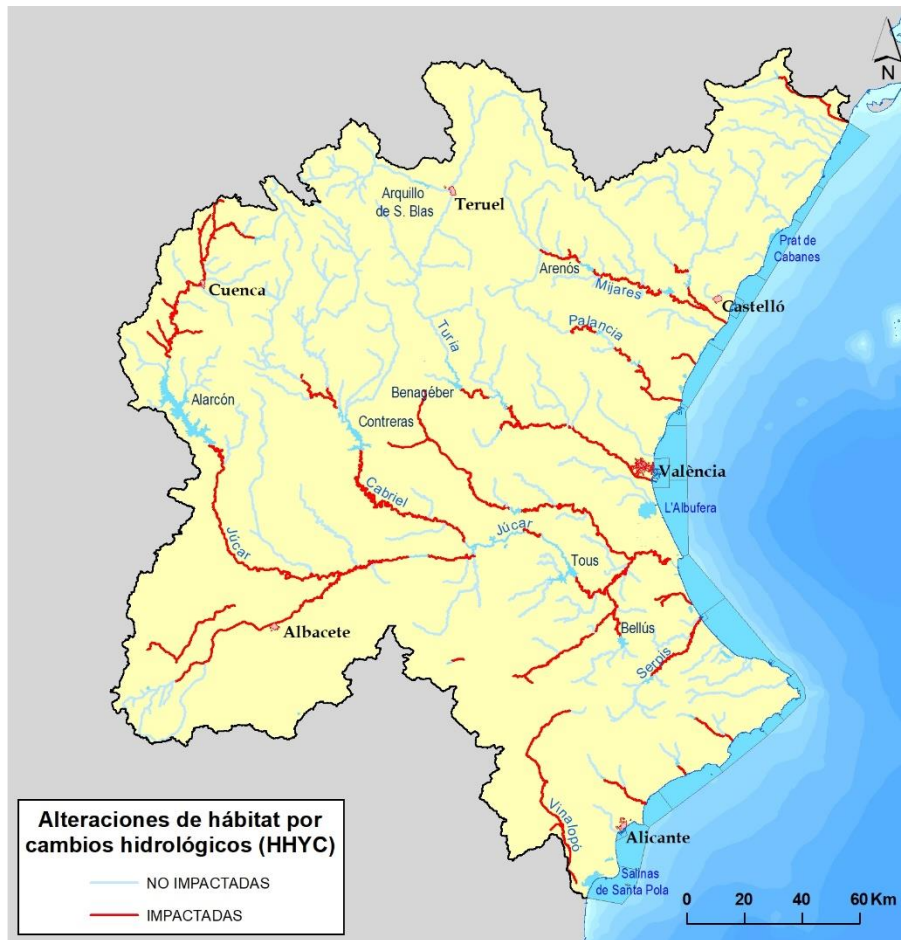 N
Arquillo
de S. Blas
Teruel
Prat de
Cabanes
Cuenca
Arenós
Mijares
Castelló
Palancia
Turia
Alarcón
Benagéber
Contreras
València
Cabriel
L'Albufera
Júcar
Júcar
Tous
Albacete
Bellús
Serpis
Vinalopó
Alicante
Salinas
de Santa Pola
Alteraciones de hábitat por
cambios hidrológicos (HHYC)
NO IMPACTADAS
IMPACTADAS
0 20 40 60 Km